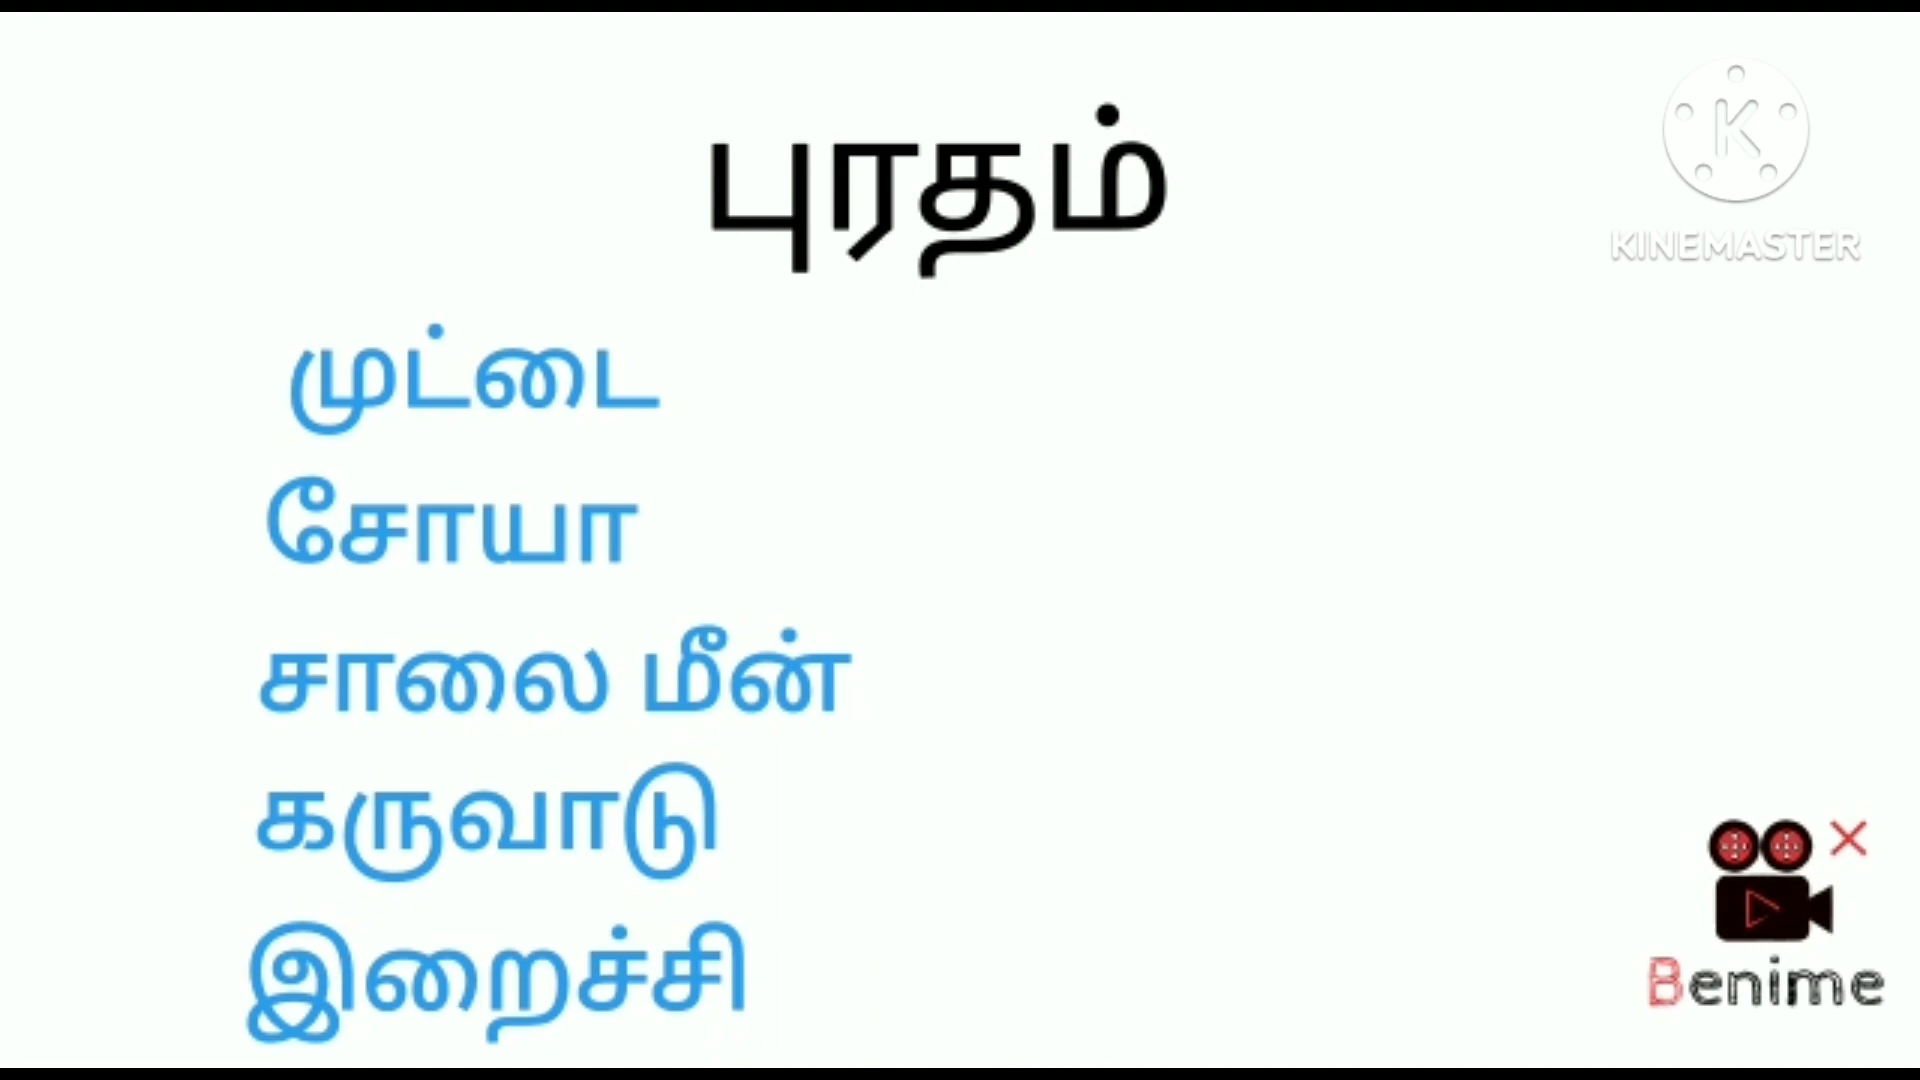 புரதம்
KINEMASTER
முட்டை
சோயா
சாலை மீன்
கருவாடு
இறைச்சி
Benime